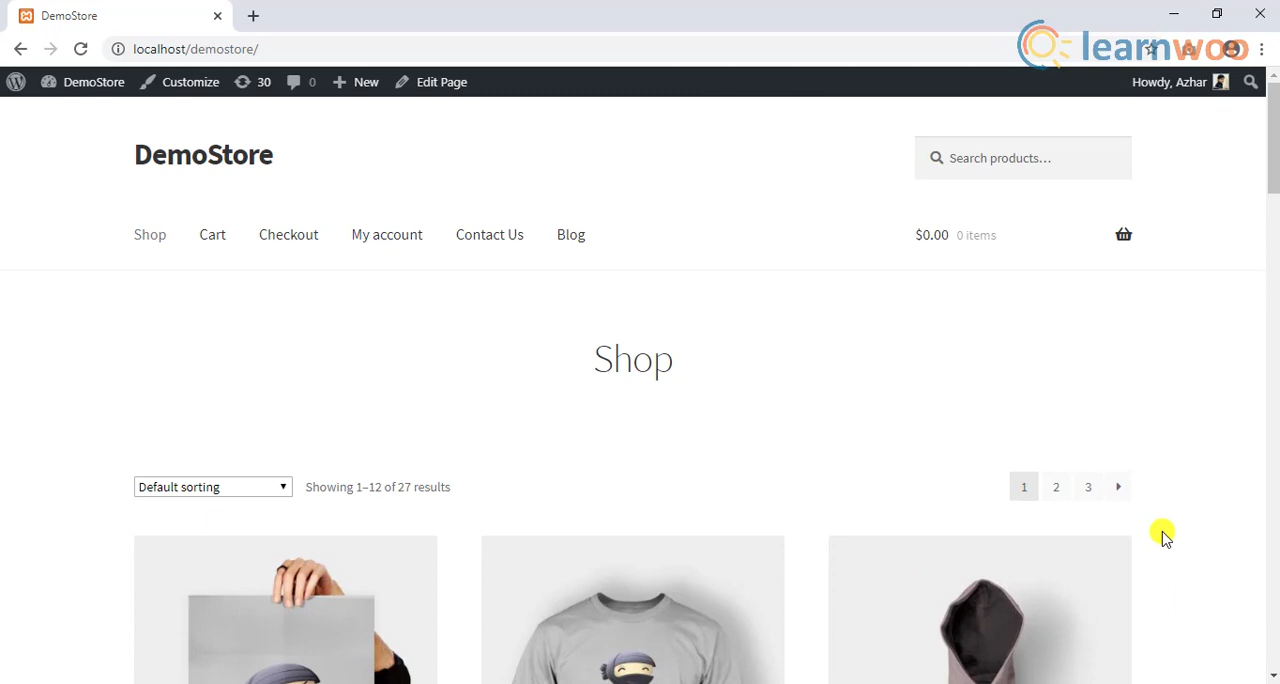 DemoStore
localhost/demostore/
learnwoo
DemoStore Customize 30 0 New Edit Page Howdy, Azhar
DemoStore
Search products...
Shop Cart Checkout My account Contact Us Blog $0.00 0 items
Shop
Default sorting Showing 1–12 of 27 results 1 2 3